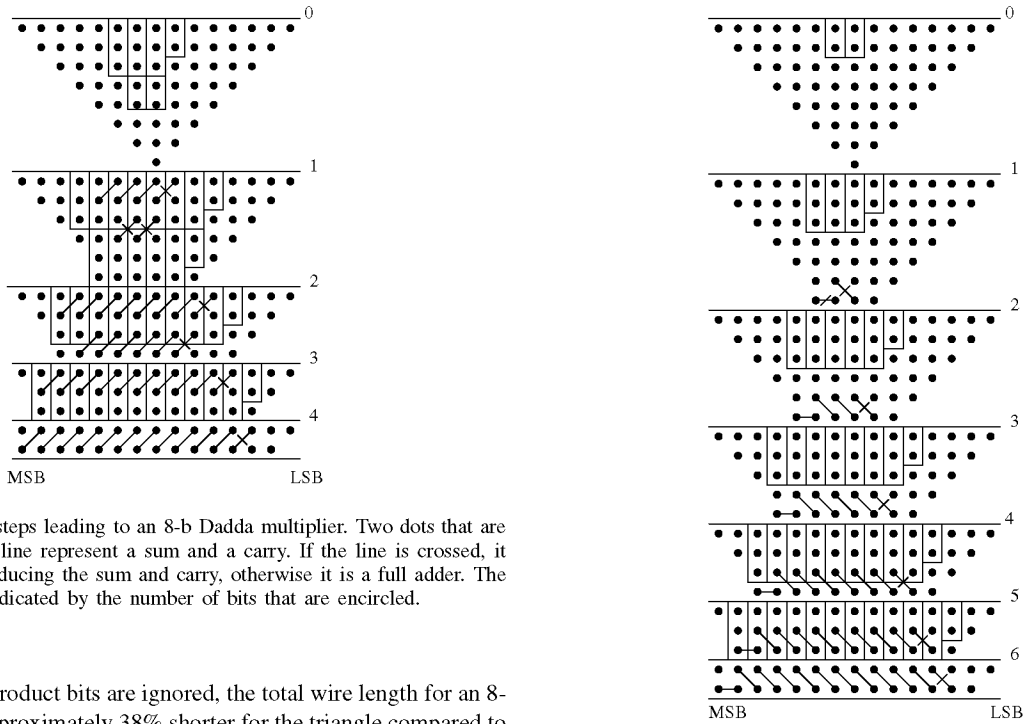 0
1
2
3
4
MSB LSB
steps leading to an 8-b Dadda multiplier. Two dots that are
line represent a sum and a carry. If the line is crossed, it
ducing the sum and carry, otherwise it is a full adder. The
dicated by the number of bits that are encircled.
roduct bits are ignored, the total wire length for an 8-
proximately 38% shorter for the triangle compared to
0
1
2
3
4
5
6
MSB LSB